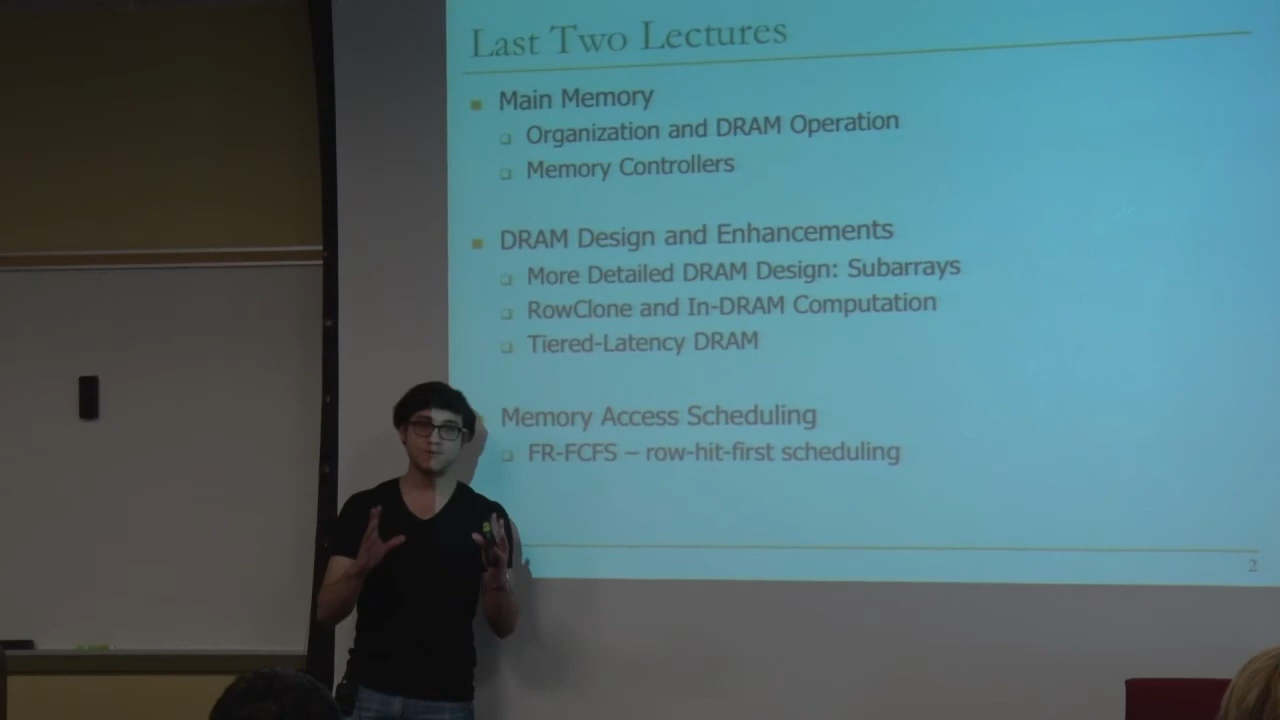 Last Two Lectures
Main Memory
Organization and DRAM Operation
Memory Controllers
DRAM Design and Enhancements
More Detailed DRAM Design: Subarrays
RowClone and In-DRAM Computation
Tiered-Latency DRAM
Memory Access Scheduling
FR-FCFS – row-hit-first scheduling
2